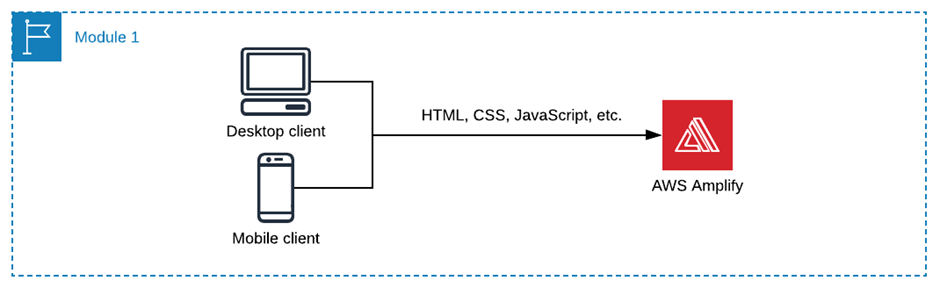 Module 1
Desktop client
HTML, CSS, JavaScript, etc.
AWS Amplify
Mobile client